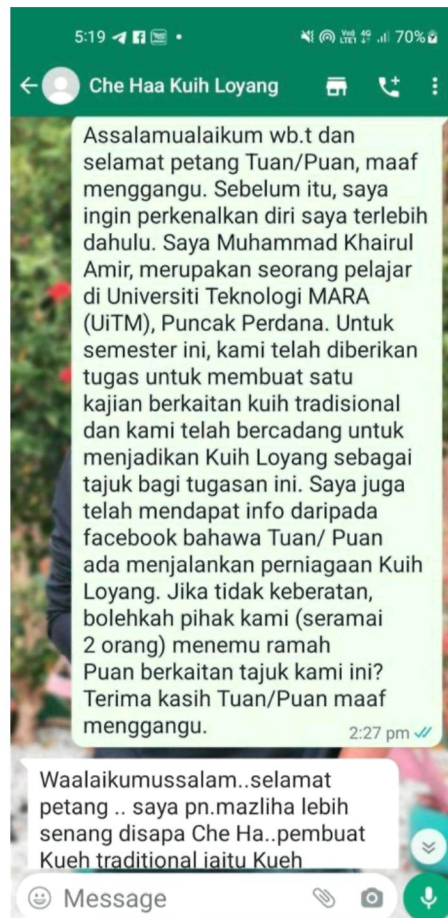 5:19
70%
Che Haa Kuih Loyang
Assalamualaikum wb.t dan
selamat petang Tuan/Puan, maaf
menggangu. Sebelum itu, saya
ingin perkenalkan diri saya terlebih
dahulu. Saya Muhammad Khairul
Amir, merupakan seorang pelajar
di Universiti Teknologi MARA
(UiTM), Puncak Perdana. Untuk
semester ini, kami telah diberikan
tugas untuk membuat satu
kajian berkaitan kuih tradisional
dan kami telah bercadang untuk
menjadikan Kuih Loyang sebagai
tajuk bagi tugasan ini. Saya juga
telah mendapat info daripada
facebook bahawa Tuan/ Puan
ada menjalankan perniagaan Kuih
Loyang. Jika tidak keberatan,
bolehkah pihak kami (seramai
2 orang) menemu ramah
Puan berkaitan tajuk kami ini?
Terima kasih Tuan/Puan maaf
menggangu.
2:27 pm
Waalaikumussalam..selamat
petang .. saya pn.mazliha lebih
senang disapa Che Ha..pembuat
Kueh traditional iaitu Kueh
Message